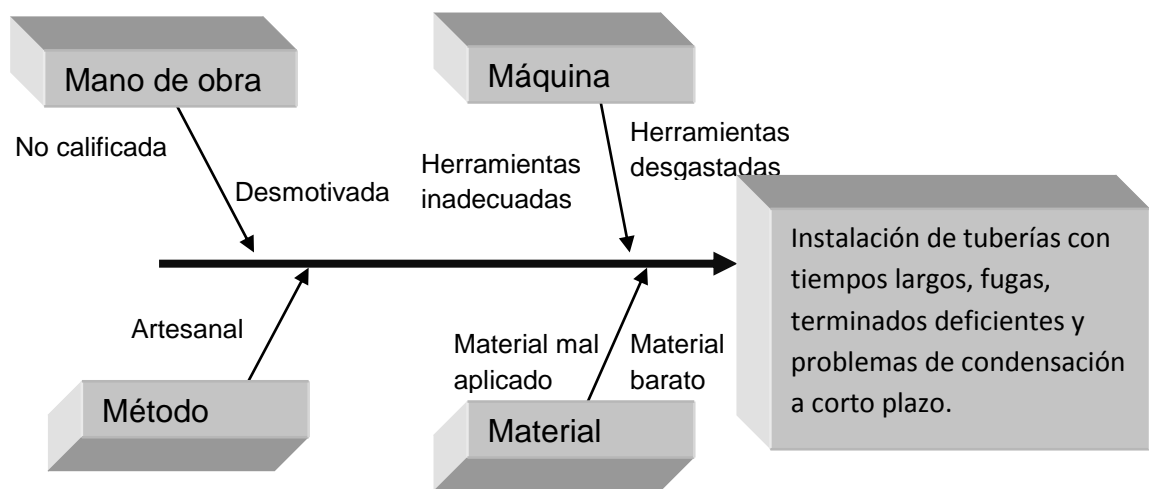 Mano de obra
Máquina
No calificada
Desmotivada
Herramientas
inadecuadas
Herramientas
desgastadas
Instalación de tuberías con
tiempos largos, fugas,
terminados deficientes y
problemas de condensación
a corto plazo.
Artesanal
Material mal
aplicado
Material
barato
Método
Material